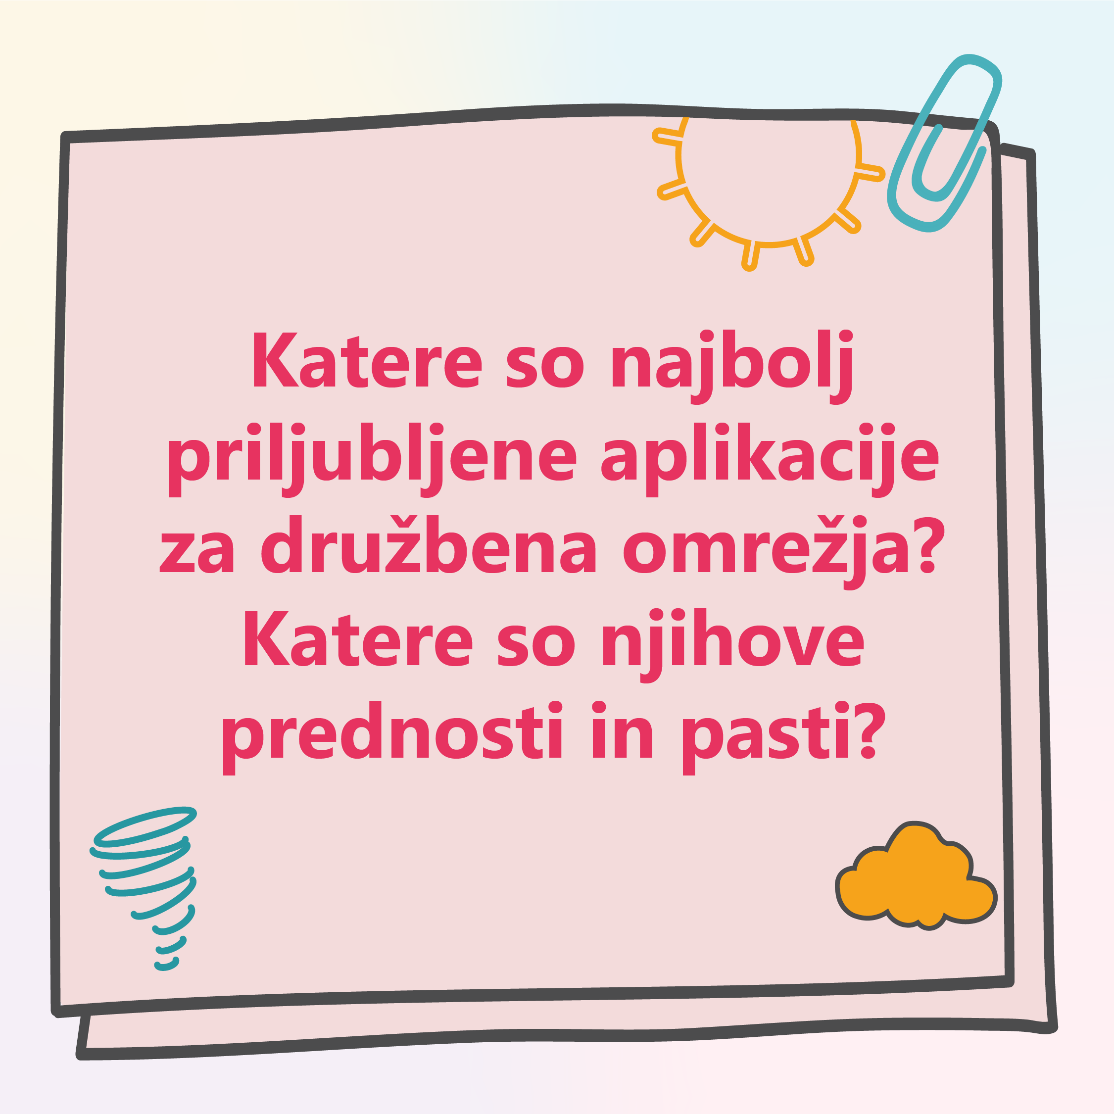 Katere so najbolj
priljubljene aplikacije
za družbena omrežja?
Katere so njihove
prednosti in pasti?